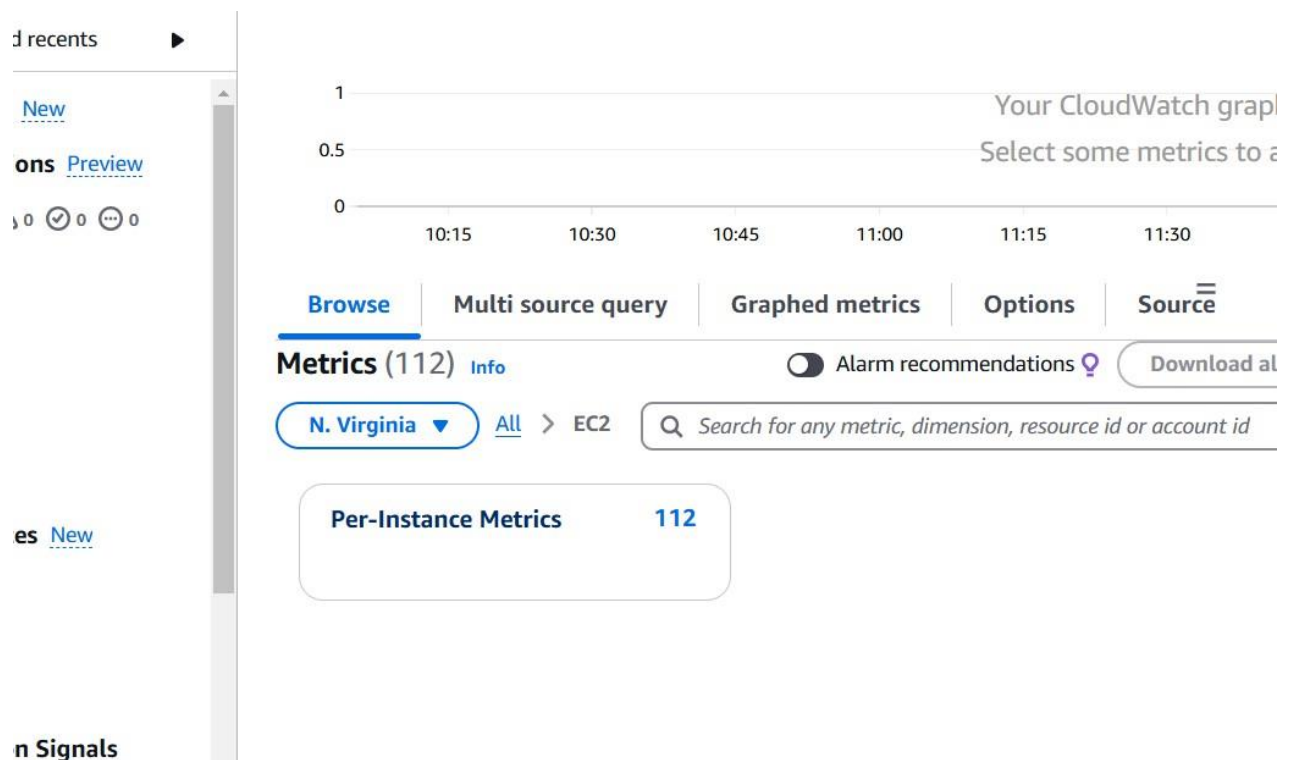 d recents
New
ons Preview
0 0 0
es New
n Signals
1
0.5
0
Your CloudWatch grap
Select some metrics to a
10:15 10:30 10:45 11:00 11:15 11:30
Browse Multi source query Graphed metrics Options Source
Metrics (112) Info Alarm recommendations Download al
N. Virginia All > EC2 Search for any metric, dimension, resource id or account id
Per-Instance Metrics 112